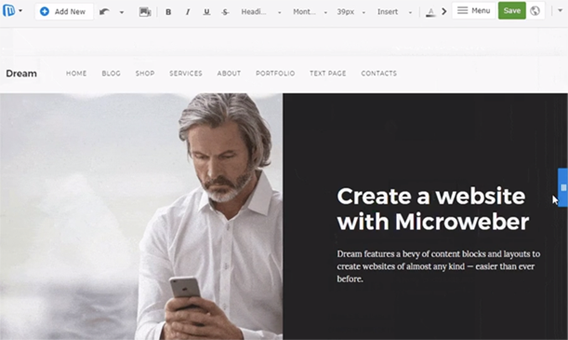 Add New B I U S Headi... Mont... 39px Insert A Menu Save
Dream HOME BLOG SHOP SERVICES ABOUT PORTFOLIO TEXT PAGE CONTACTS
Create a website
with Microweber
Dream features a bevy of content blocks and layouts to
create websites of almost any kind — easier than ever
before.